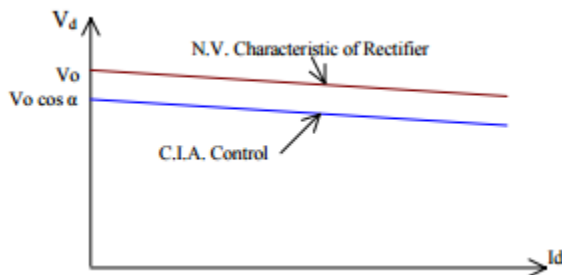 Vd
N.V. Characteristic of Rectifier
Vo
Vo cos α
C.I.A. Control
Id